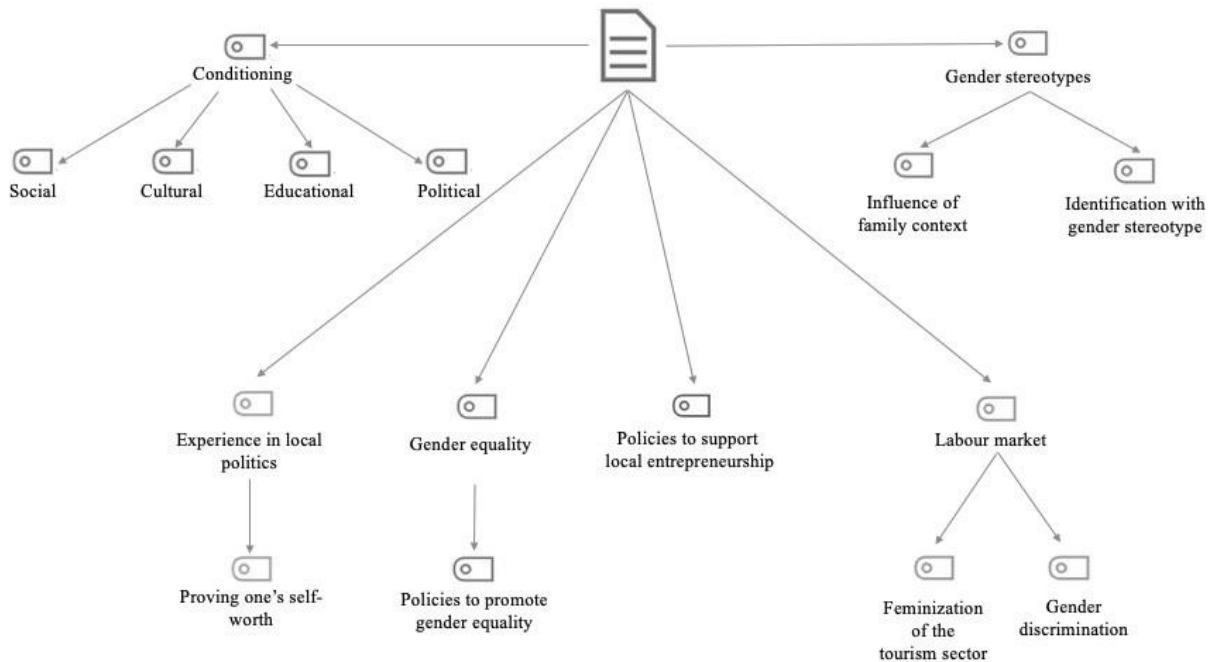 Conditioning
Gender stereotypes
Social
Cultural
Educational
Political
Influence of
family context
Identification with
gender stereotype
Experience in local
politics
Gender equality
Policies to support
local entrepreneurship
Labour market
Proving one’s self-
worth
Policies to promote
gender equality
Feminization
of the
tourism sector
Gender
discrimination